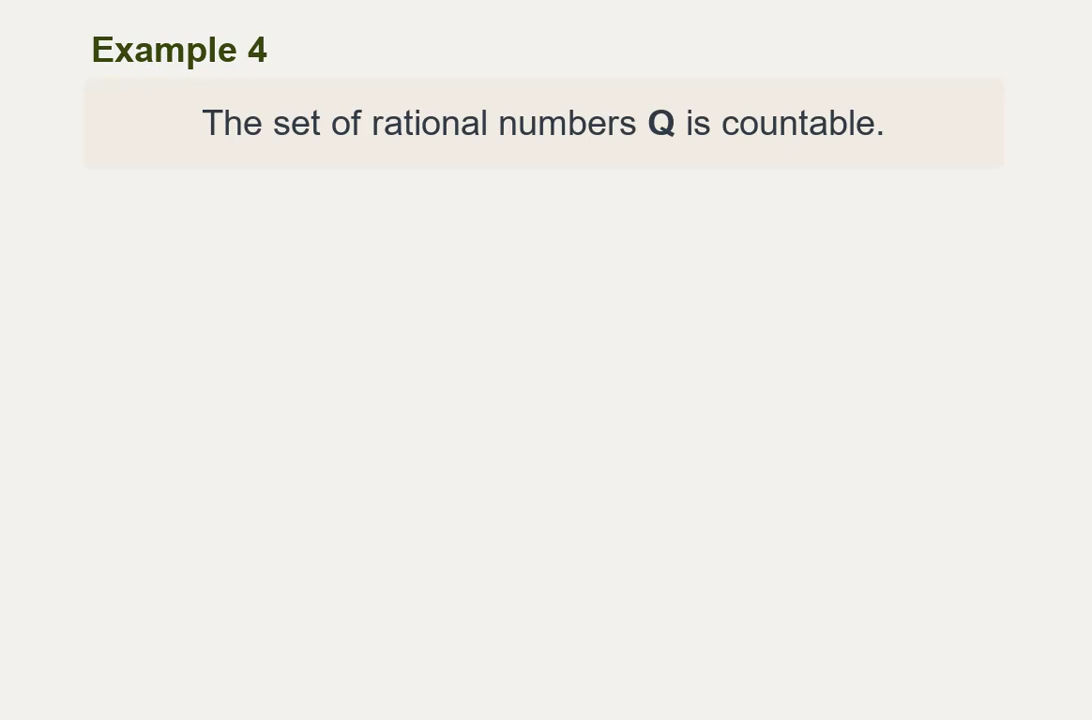 Example 4
The set of rational numbers Q is countable.